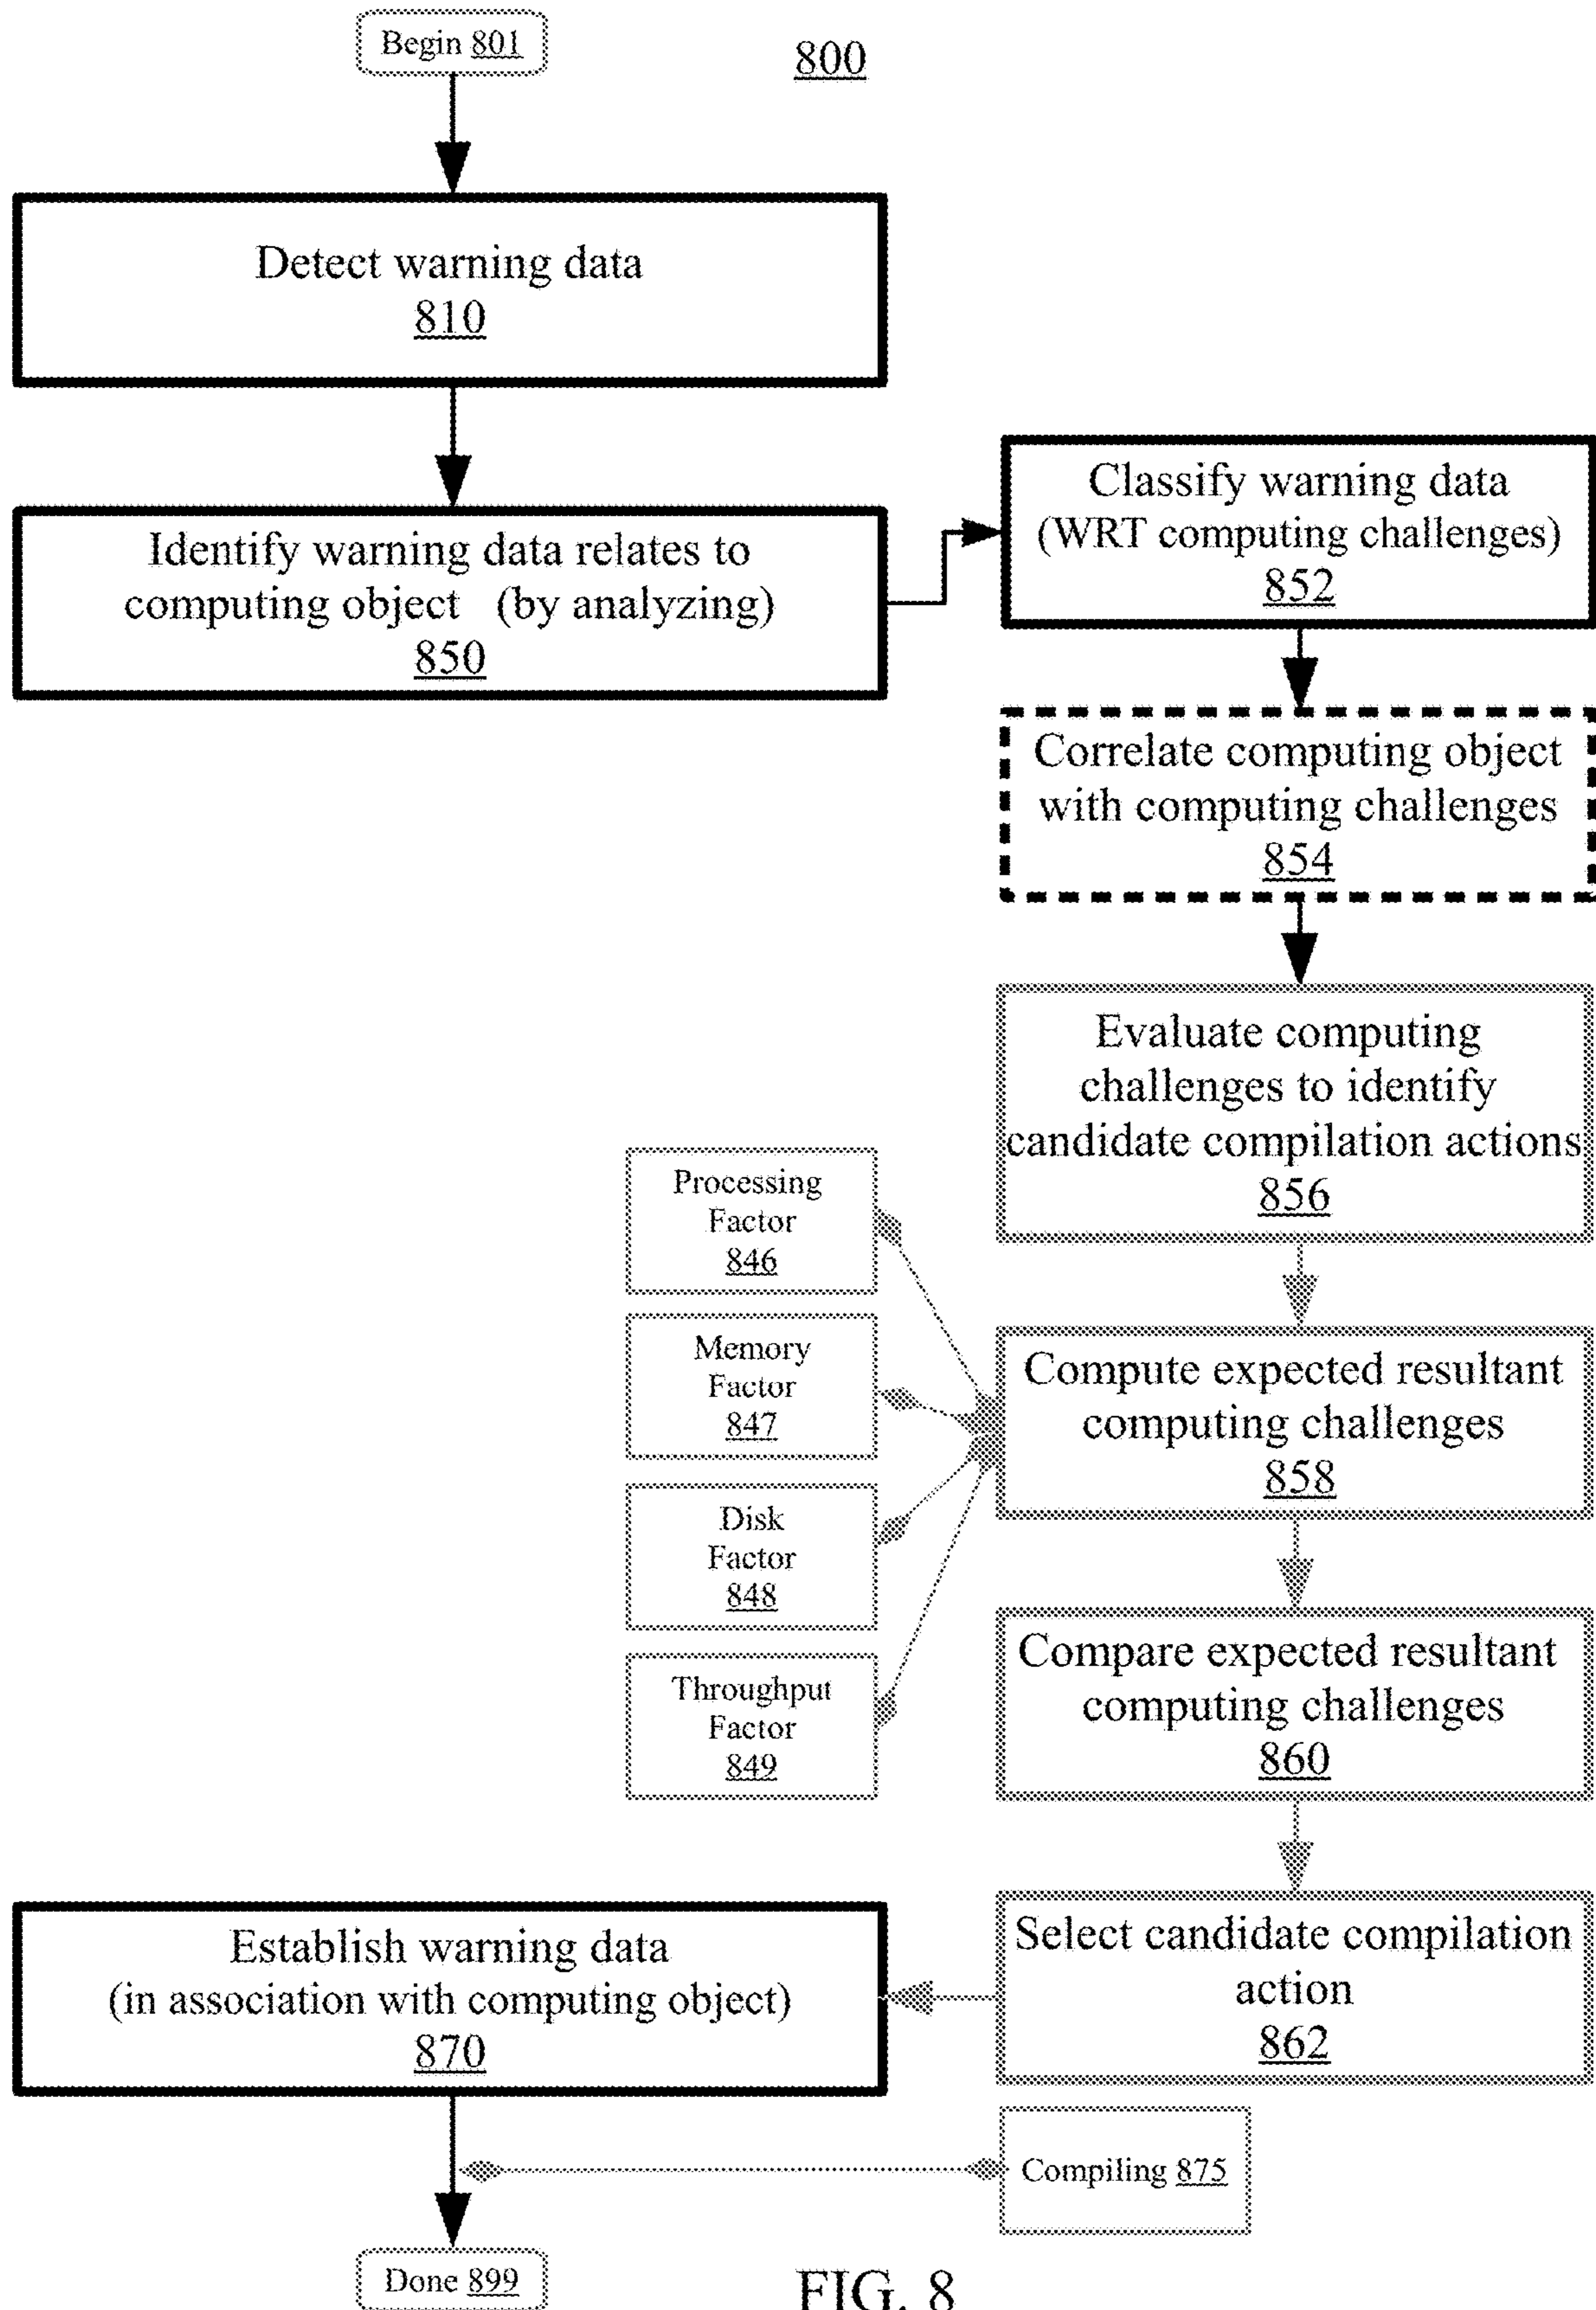 Begin 801
800
Detect warning data
810
Identify warning data relates to
computing object (by analyzing)
850
Classify warning data
(WRT computing challenges)
852
Correlate computing object
with computing challenges
854
Evaluate computing
challenges to identify
candidate compilation actions
856
Processing
Factor
846
Memory
Factor
847
Disk
Factor
848
Throughput
Factor
849
Compute expected resultant
computing challenges
858
Compare expected resultant
computing challenges
860
Select candidate compilation
action
862
Establish warning data
(in association with computing object)
870
Compiling 875
Done 899
FIG. 8